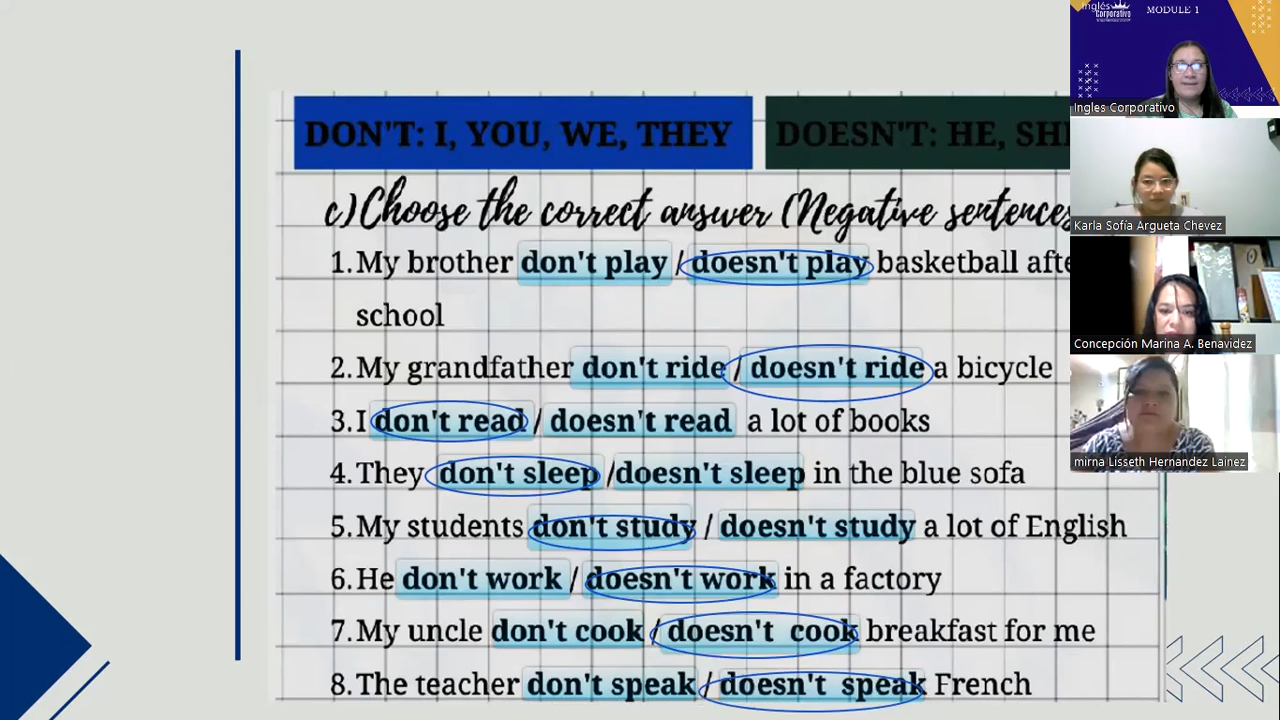 DON'T: I, YOU, WE, THEY
DOESN'T: HE,
c) Choose the correct answer (Negative sentences
1. My brother don't play / doesn't play basketball
school
2. My grandfather don't ride / doesn't ride a bicycle
3. I don't read / doesn't read a lot of books
4. They don't sleep /doesn't sleep in the blue sofa
5. My students don't study / doesn't study a lot of English
6. He don't work / doesn't work in a factory
7. My uncle don't cook / doesn't cook breakfast for me
8. The teacher don't speak / doesn't speak French
Inglés
Corporativo
MODULE 1
Ingles Corporativo
Karla Sofía Argueta Chevez
Concepción Marina A. Benavidez
mirna Lisseth Hernandez Lainez